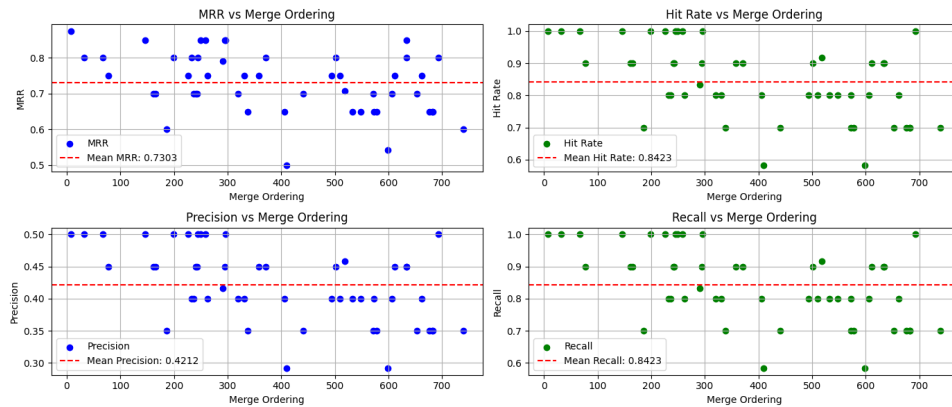 MRR vs Merge Ordering
MRR
0.8
0.7
0.6
0.5
MRR
Mean MRR: 0.7303
0 100 200 300 400 500 600 700
Merge Ordering
Hit Rate vs Merge Ordering
Hit Rate
1.0
0.9
0.8
0.7
0.6
Hit Rate
Mean Hit Rate: 0.8423
0 100 200 300 400 500 600 700
Merge Ordering
Precision vs Merge Ordering
Precision
0.50
0.45
0.40
0.35
0.30
Precision
Mean Precision: 0.4212
0 100 200 300 400 500 600 700
Merge Ordering
Recall vs Merge Ordering
Recall
1.0
0.9
0.8
0.7
0.6
Recall
Mean Recall: 0.8423
0 100 200 300 400 500 600 700
Merge Ordering